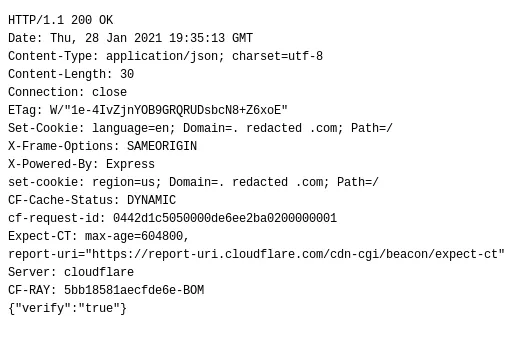 HTTP/1.1 200 OK
Date: Thu, 28 Jan 2021 19:35:13 GMT
Content-Type: application/json; charset=utf-8
Content-Length: 30
Connection: close
ETag: W/"1e-4IvZjnYOB9GRQRUDsbcN8+Z6xoE"
Set-Cookie: language=en; Domain=. redacted .com; Path=/
X-Frame-Options: SAMEORIGIN
X-Powered-By: Express
set-cookie: region=us; Domain=. redacted .com; Path=/
CF-Cache-Status: DYNAMIC
cf-request-id: 0442d1c5050000de6ee2ba0200000001
Expect-CT: max-age=604800,
report-uri="https://report-uri.cloudflare.com/cdn-cgi/beacon/expect-ct"
Server: cloudflare
CF-RAY: 5bb18581aecfde6e-BOM
{"verify":"true"}